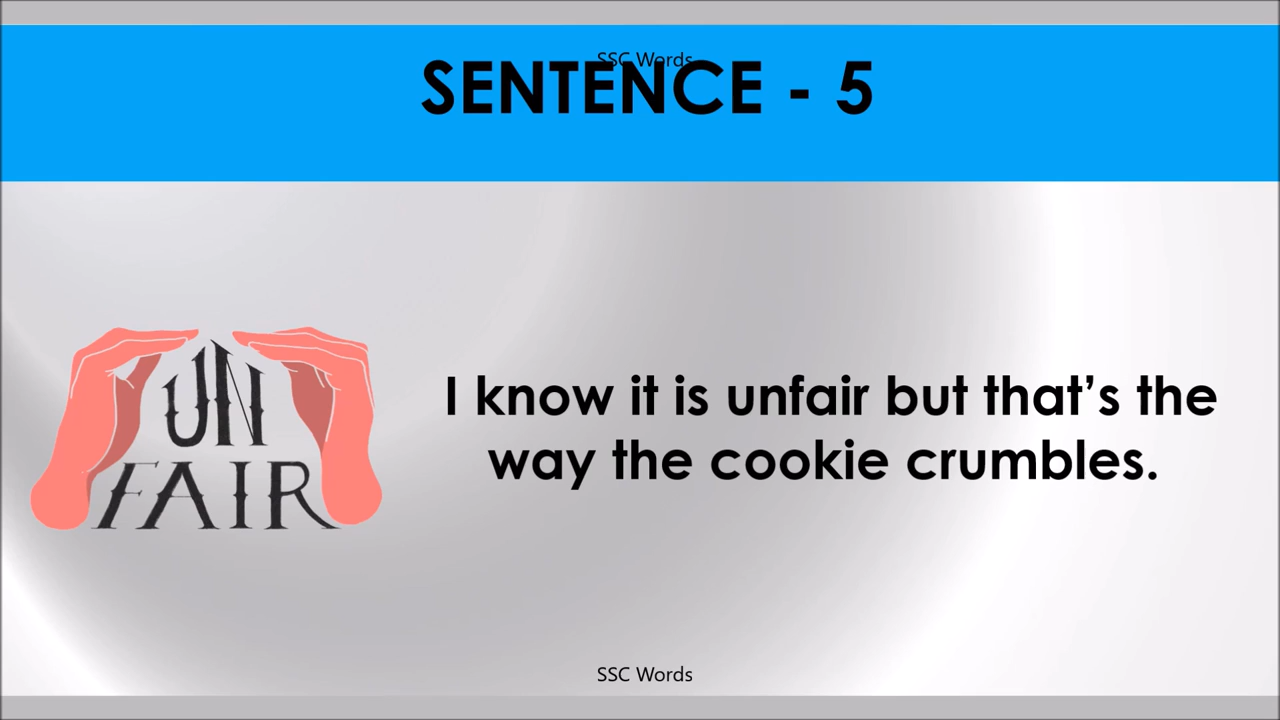 SSC Words
SENTENCE - 5
UN
FAIR
I know it is unfair but that’s the
way the cookie crumbles.
SSC Words